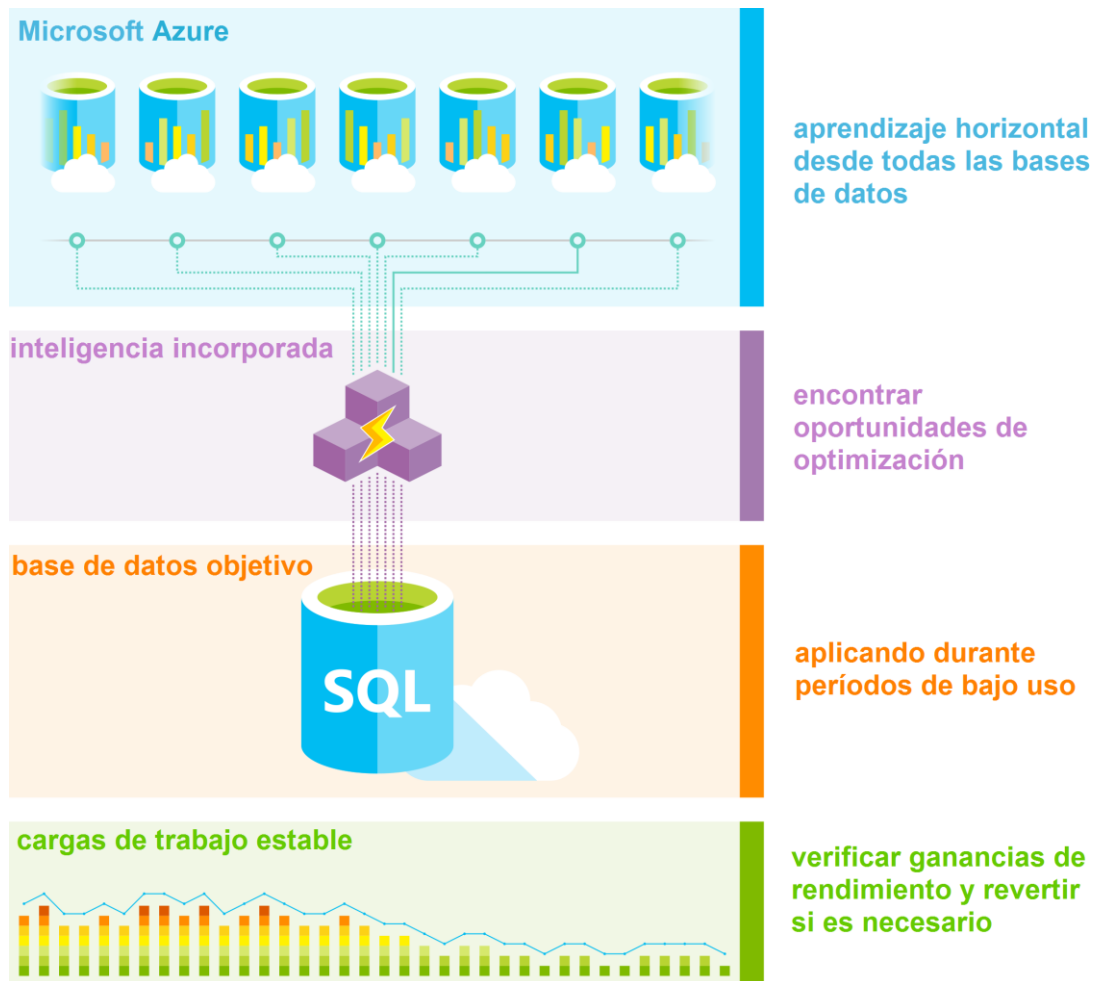 Microsoft Azure
aprendizaje horizontal
desde todas las bases
de datos
inteligencia incorporada
encontrar
oportunidades de
optimización
base de datos objetivo
SQL
aplicando durante
períodos de bajo uso
cargas de trabajo estable
verificar ganancias de
rendimiento y revertir
si es necesario